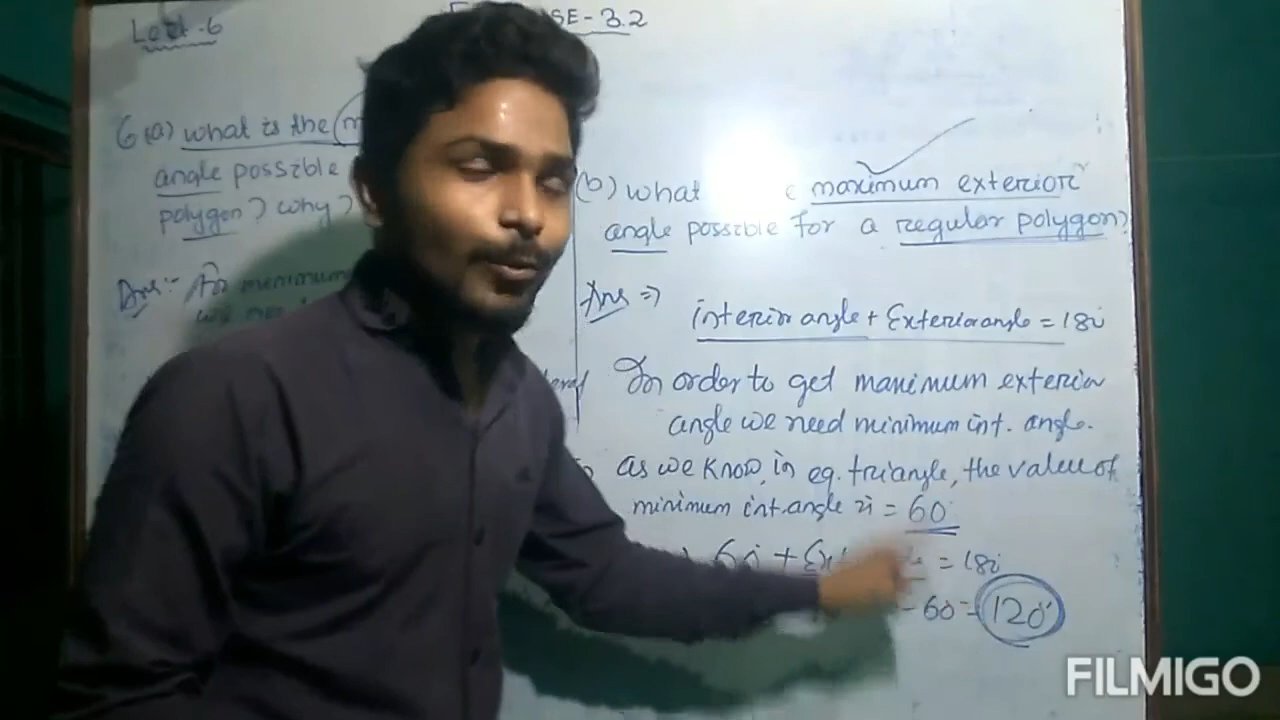 Lect-6
SE-3.2
6(a) what is the (m
angle possible
polygon? why?
Ans:- For minimum
(b) what maximum exterior
angle possible for a regular polygon?
Ans =>
interior angle + Exterior angle = 180
In order to get maximum exterior
angle we need minimum int. angle.
as we know, in eq. triangle, the value of
minimum int. angle is = 60°
60° + Ex = 180
- 60 = 120°
FILMIGO